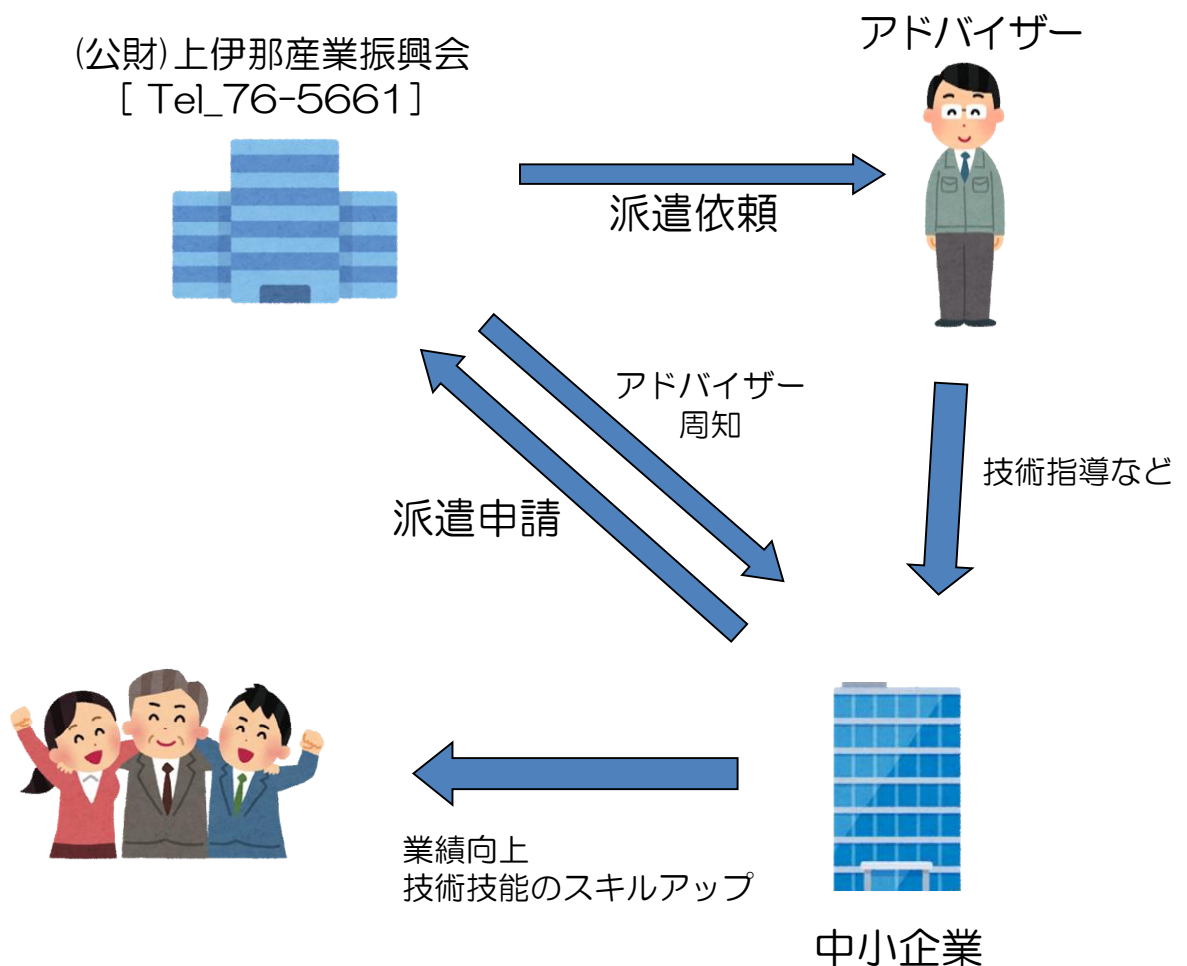 (公財)上伊那産業振興会
[ Tel_76-5661]
アドバイザー
派遣依頼
アドバイザー
周知
技術指導など
派遣申請
業績向上
技術技能のスキルアップ
中小企業